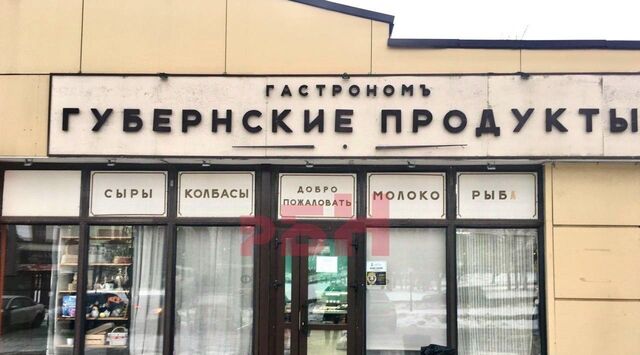 ГАСТРОНОМЪ
ГУБЕРНСКИЕ ПРОДУКТЫ
СЫРЫ
КОЛБАСЫ
ДОБРО
ПОЖАЛОВАТЬ
МОЛОКО
РЫБА